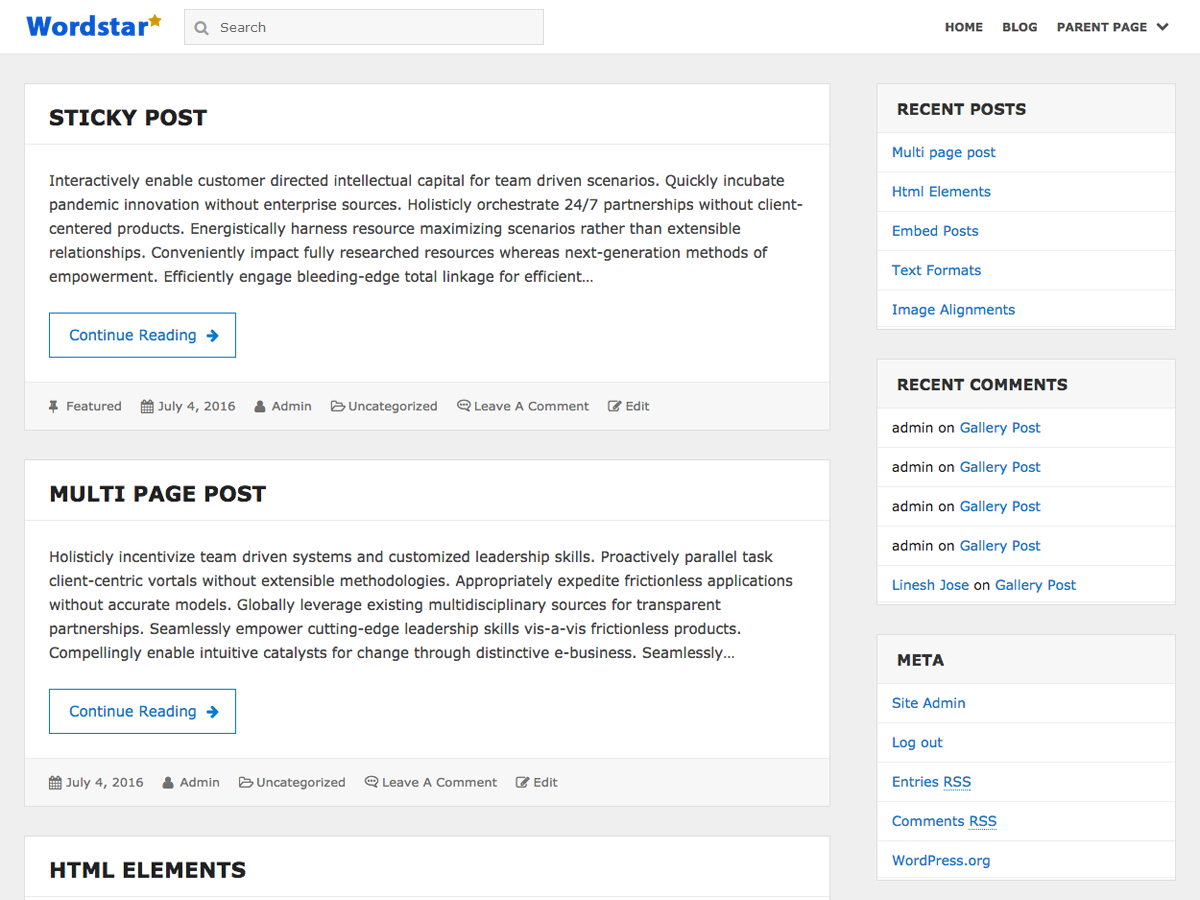 Wordstar
Search
HOME BLOG PARENT PAGE
STICKY POST
Interactively enable customer directed intellectual capital for team driven scenarios. Quickly incubate
pandemic innovation without enterprise sources. Holisticly orchestrate 24/7 partnerships without client-
centered products. Energistically harness resource maximizing scenarios rather than extensible
relationships. Conveniently impact fully researched resources whereas next-generation methods of
empowerment. Efficiently engage bleeding-edge total linkage for efficient...
Continue Reading
Featured July 4, 2016 Admin Uncategorized Leave A Comment Edit
MULTI PAGE POST
Holisticly incentivize team driven systems and customized leadership skills. Proactively parallel task
client-centric vortals without extensible methodologies. Appropriately expedite frictionless applications
without accurate models. Globally leverage existing multidisciplinary sources for transparent
partnerships. Seamlessly empower cutting-edge leadership skills vis-a-vis frictionless products.
Compellingly enable intuitive catalysts for change through distinctive e-business. Seamlessly...
Continue Reading
July 4, 2016 Admin Uncategorized Leave A Comment Edit
HTML ELEMENTS
RECENT POSTS
Multi page post
Html Elements
Embed Posts
Text Formats
Image Alignments
RECENT COMMENTS
admin on Gallery Post
admin on Gallery Post
admin on Gallery Post
admin on Gallery Post
Linesh Jose on Gallery Post
META
Site Admin
Log out
Entries RSS
Comments RSS
WordPress.org